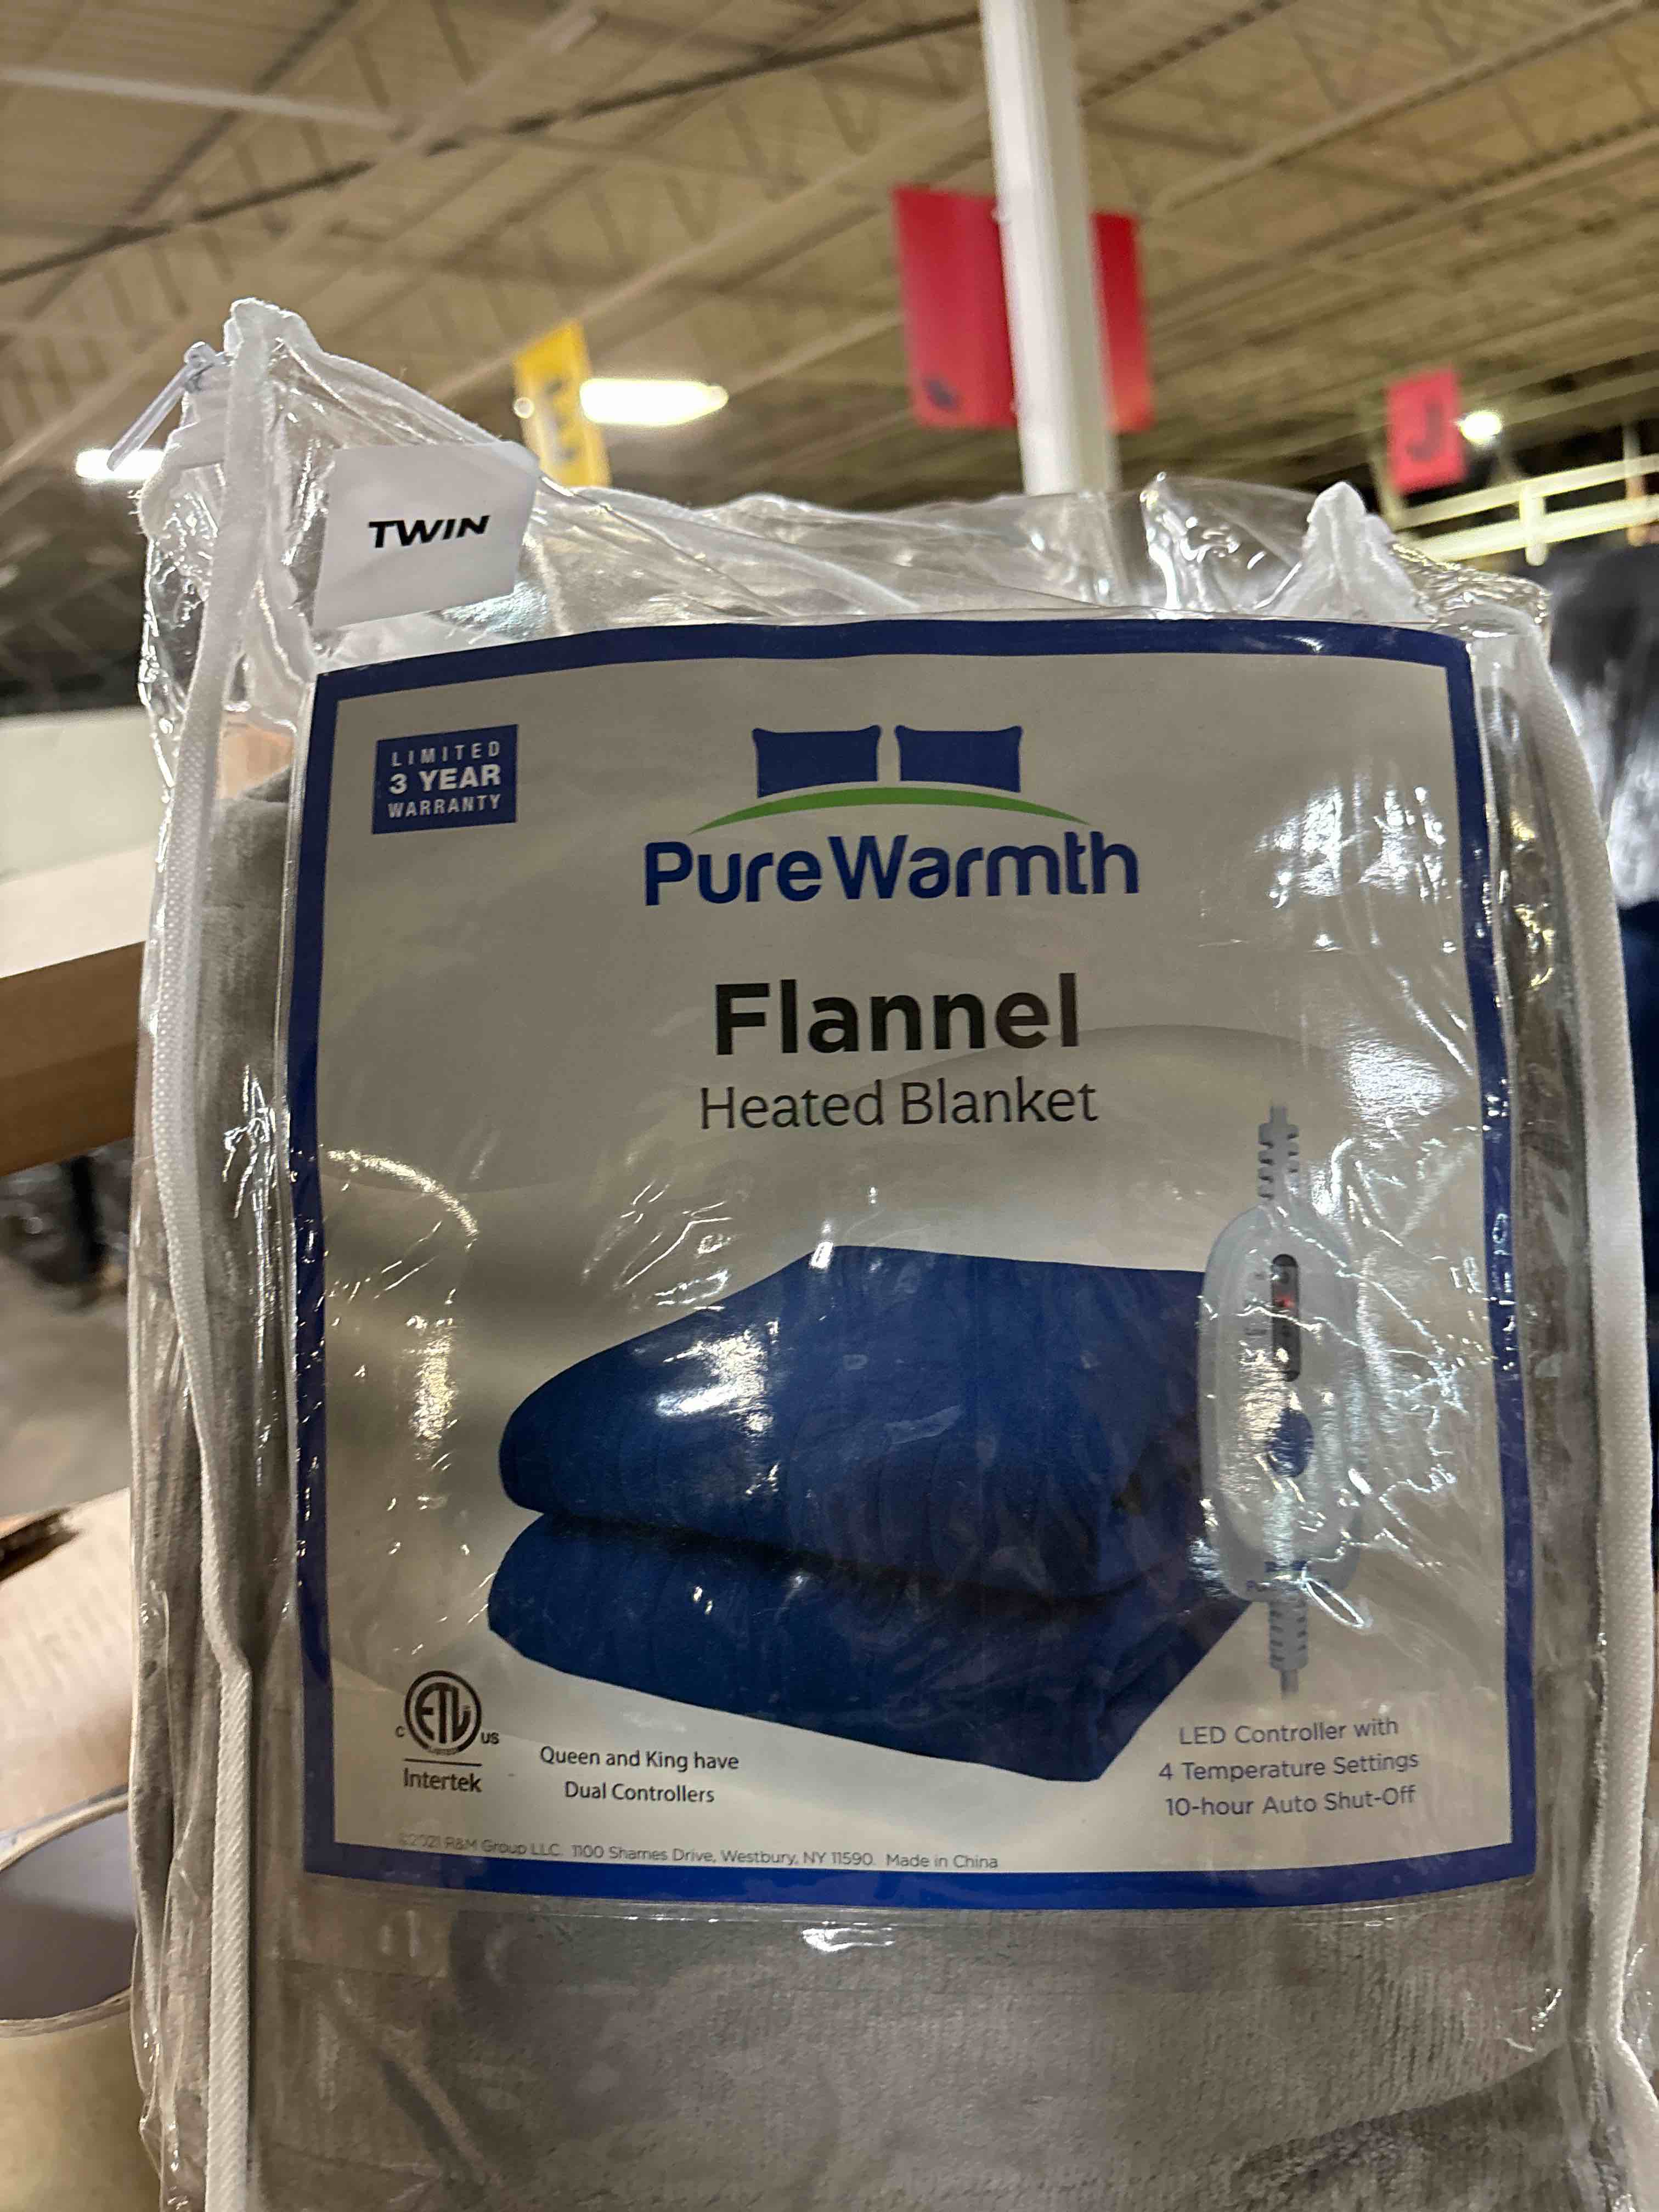 TWIN
LIMITED
3 YEAR
WARRANTY
PureWarmth
Flannel
Heated Blanket
C ETL US
Intertek
Queen and King have
Dual Controllers
LED Controller with
4 Temperature Settings
10-hour Auto Shut-Off
©2021 R&M Group LLC. 1100 Shames Drive, Westbury, NY 11590. Made in China
J